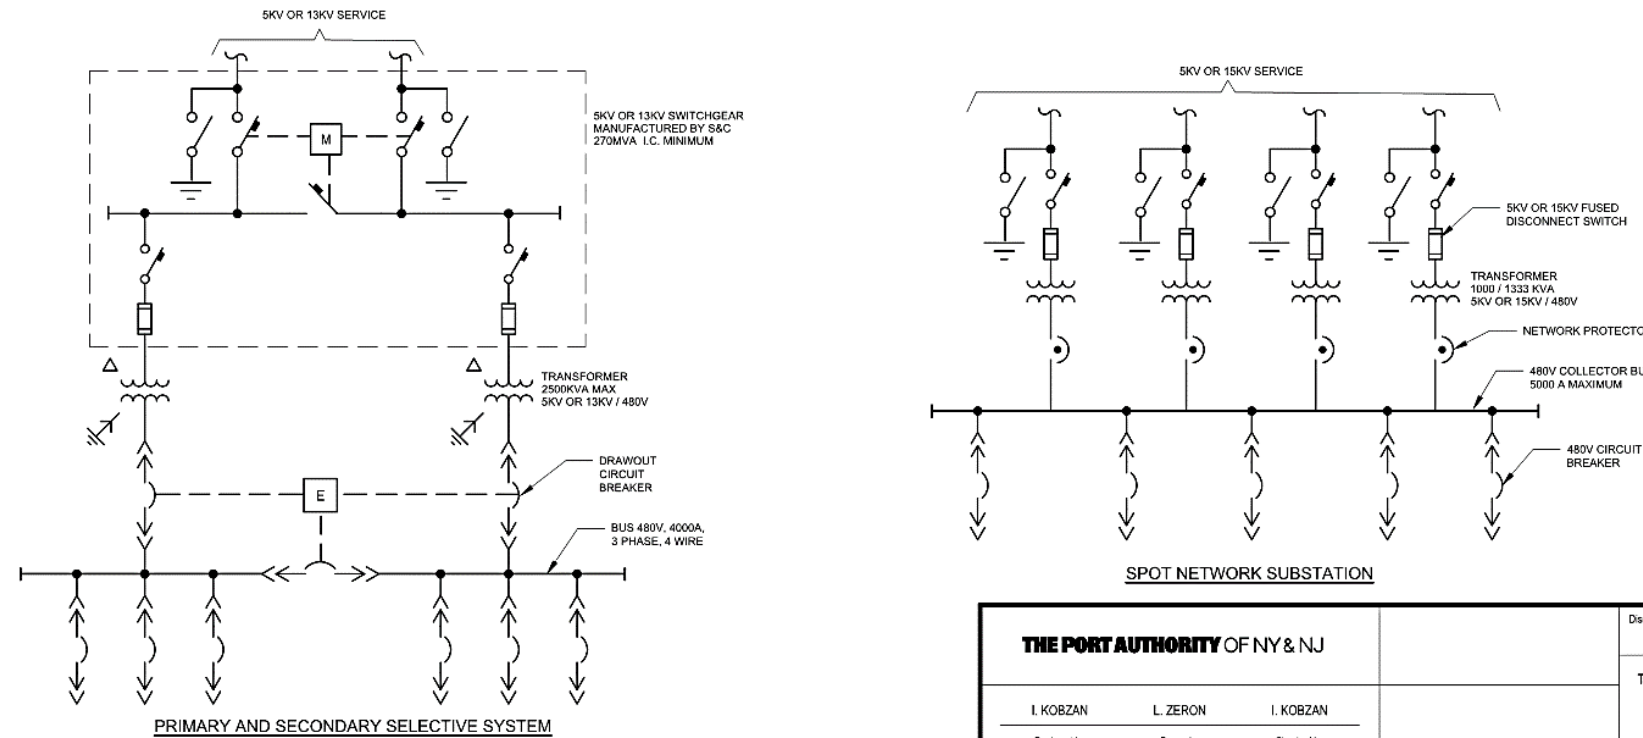 5KV OR 13KV SERVICE
5KV OR 13KV SWITCHGEAR
MANUFACTURED BY S&C
270MVA I.C. MINIMUM
M
TRANSFORMER
2500KVA MAX
5KV OR 13KV / 480V
DRAWOUT
CIRCUIT
BREAKER
E
BUS 480V, 4000A,
3 PHASE, 4 WIRE
PRIMARY AND SECONDARY SELECTIVE SYSTEM
5KV OR 15KV SERVICE
5KV OR 15KV FUSED
DISCONNECT SWITCH
TRANSFORMER
1000 / 1333 KVA
5KV OR 15KV / 480V
NETWORK PROTECTO
480V COLLECTOR BU
5000 A MAXIMUM
480V CIRCUIT
BREAKER
SPOT NETWORK SUBSTATION
THE PORT AUTHORITY OF NY & NJ
Dis
T
I. KOBZAN L. ZERON I. KOBZAN